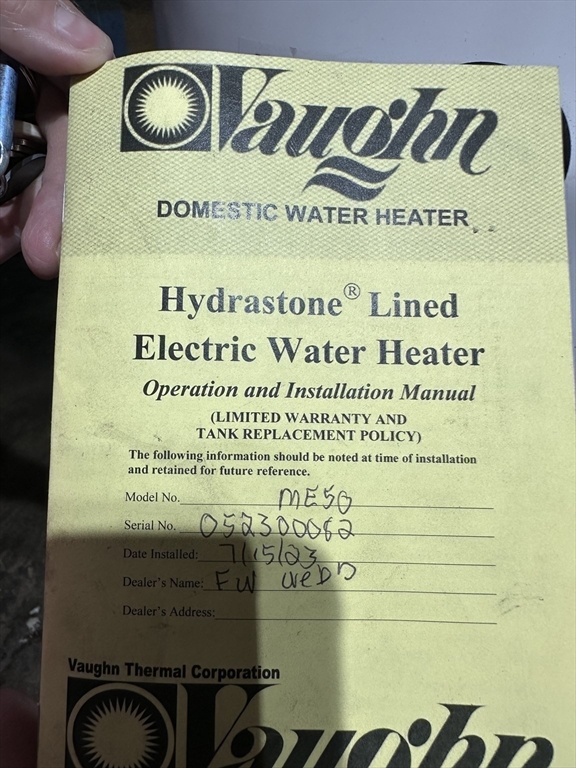 Vaughn
DOMESTIC WATER HEATER
Hydrastone® Lined
Electric Water Heater
Operation and Installation Manual
(LIMITED WARRANTY AND
TANK REPLACEMENT POLICY)
The following information should be noted at time of installation
and retained for future reference.
Model No. ME50
Serial No. 052300062
Date Installed: 7/15/23
Dealer's Name: FW Webb
Dealer's Address:
Vaughn Thermal Corporation
Vaughn